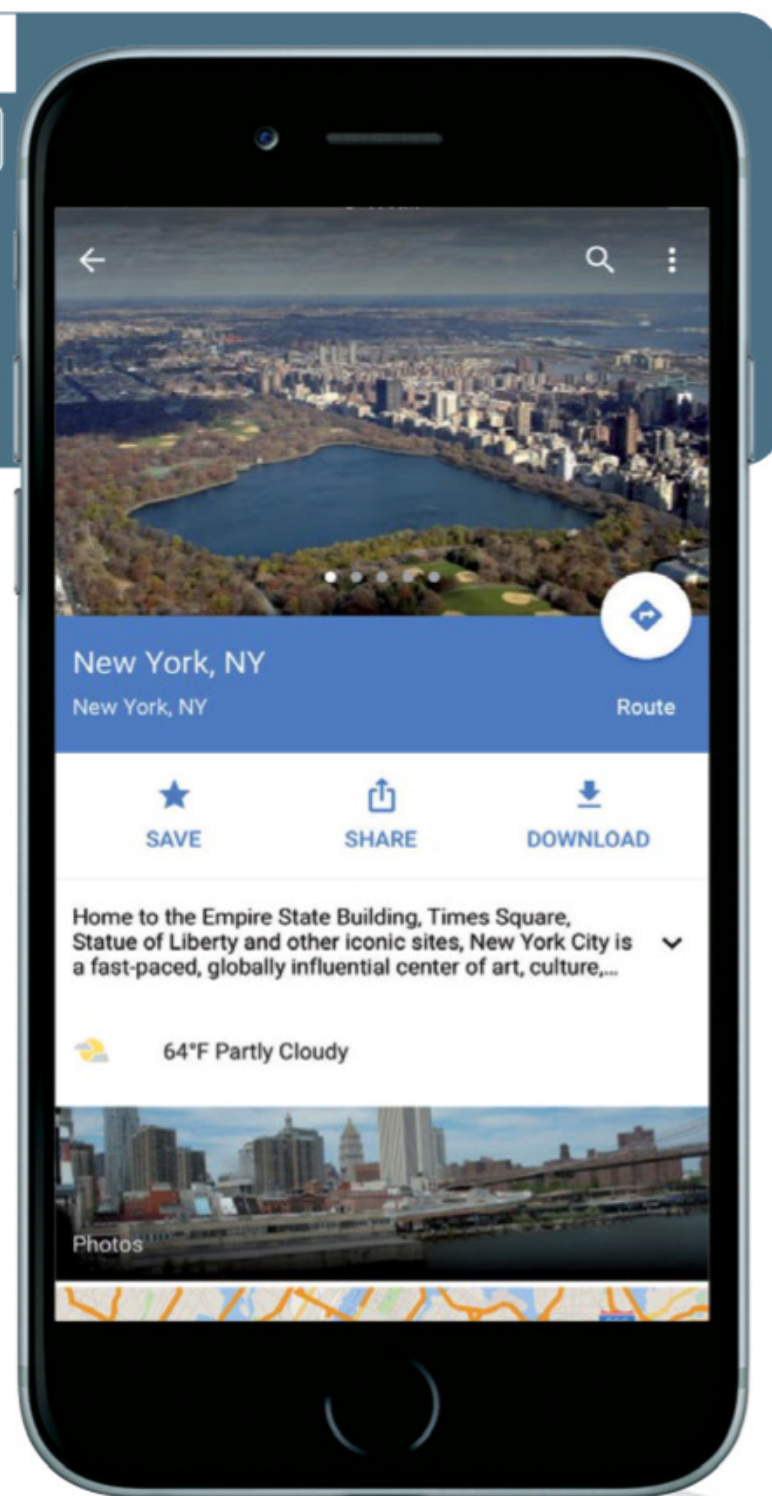 New York, NY
New York, NY
Route
SAVE
SHARE
DOWNLOAD
Home to the Empire State Building, Times Square,
Statue of Liberty and other iconic sites, New York City is
a fast-paced, globally influential center of art, culture,...
64°F Partly Cloudy
Photos